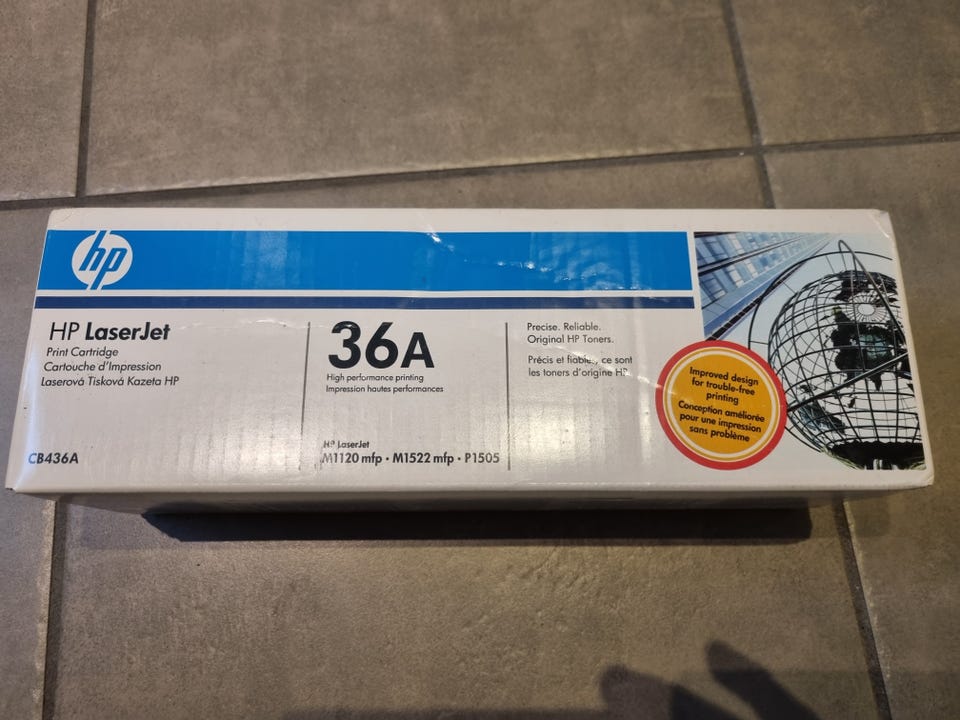 hp
HP LaserJet
Print Cartridge
Cartouche d'Impression
Laserová Tisková Kazeta HP
CB436A
36A
High performance printing
Impression hautes performances
HP LaserJet
M1120 mfp · M1522 mfp · P1505
Precise. Reliable.
Original HP Toners.
Précis et fiables, ce sont
les toners d'origine HP.
Improved design
for trouble-free
printing
Conception améliorée
pour une impression
sans problème